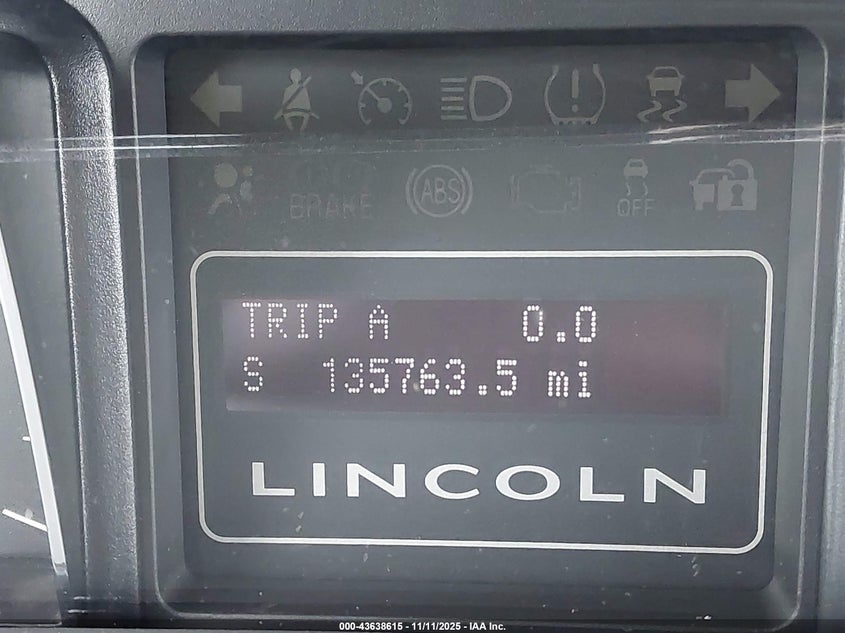 BRAKE
ABS
OFF
TRIP A 0.0
S 135763.5 mi
LINCOLN
000-43638615 - 11/11/2025 - IAA Inc.